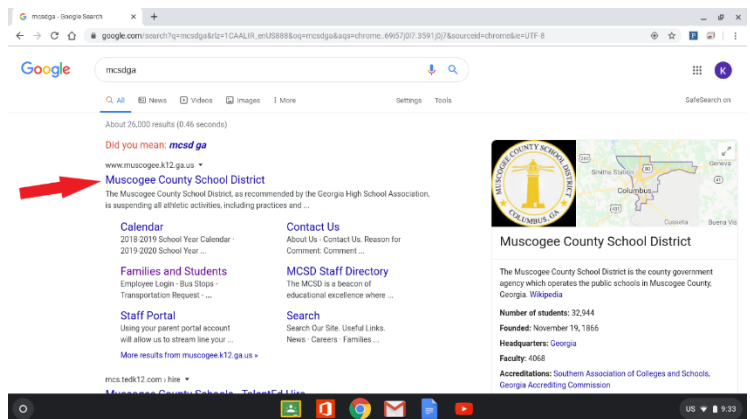 mcsdga - Google Search
google.com/search?q=mcsdga&rlz=1CAALIR_enUS888&oq=mcsdga&aqs=chrome..69i57j0l7.3591j0j7&sourceid=chrome&ie=UTF-8
Google
mcsdga
K
All News Videos Images More Settings Tools
SafeSearch on
About 26,000 results (0.46 seconds)
Did you mean: mcsd ga
www.muscogee.k12.ga.us
Muscogee County School District
The Muscogee County School District, as recommended by the Georgia High School Association,
is suspending all athletic activities, including practices and ...
Calendar
2018-2019 School Year Calendar ·
2019-2020 School Year ...
Contact Us
About Us · Contact Us. Reason for
Comment: Comment ...
Families and Students
Employee Login · Bus Stops ·
Transportation Request · ...
MCSD Staff Directory
The MCSD is a beacon of
educational excellence where ...
Staff Portal
Using your parent portal account
will allow us to stream line your ...
Search
Search Our Site. Useful Links.
News · Careers · Families ...
More results from muscogee.k12.ga.us »
mcs.tedk12.com › hire
Muscogee County Schools - TalentEd Hire
MUSCOGEE COUNTY SCHOOL DISTRICT
COLUMBUS, GA
Smiths Station
Geneva
Columbus
Cusseta
Buena Vis
Muscogee County School District
The Muscogee County School District is the county government
agency which operates the public schools in Muscogee County,
Georgia. Wikipedia
Number of students: 32,944
Founded: November 19, 1866
Headquarters: Georgia
Faculty: 4068
Accreditations: Southern Association of Colleges and Schools,
Georgia Accrediting Commission
US 9:33